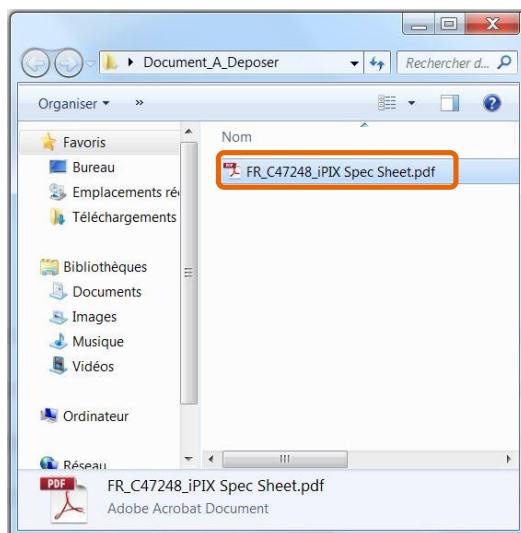 Document_A_Deposer
Rechercher d...
Organiser
»
Favoris
Bureau
Emplacements ré
Téléchargements
Bibliothèques
Documents
Images
Musique
Vidéos
Ordinateur
Réseau
Nom
FR_C47248_iPIX Spec Sheet.pdf
PDF
FR_C47248_iPIX Spec Sheet.pdf
Adobe Acrobat Document